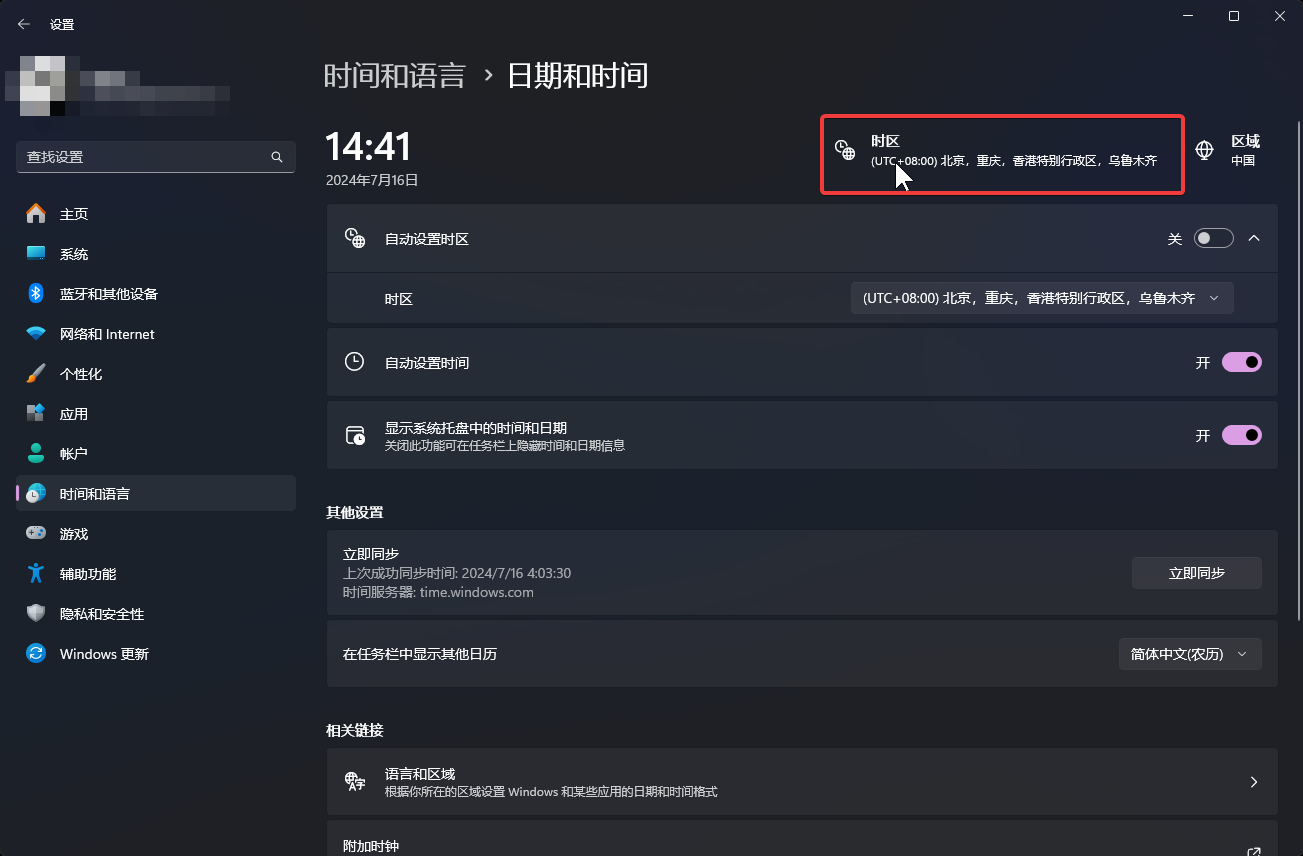 设置
查找设置
主页
系统
蓝牙和其他设备
网络和 Internet
个性化
应用
帐户
时间和语言
游戏
辅助功能
隐私和安全性
Windows 更新
时间和语言 › 日期和时间
14:41
2024年7月16日
时区
(UTC+08:00) 北京，重庆，香港特别行政区，乌鲁木齐
区域
中国
自动设置时区
关
时区
(UTC+08:00) 北京，重庆，香港特别行政区，乌鲁木齐
自动设置时间
开
显示系统托盘中的时间和日期
关闭此功能可在任务栏上隐藏时间和日期信息
开
其他设置
立即同步
上次成功同步时间: 2024/7/16 4:03:30
时间服务器: time.windows.com
立即同步
在任务栏中显示其他日历
简体中文(农历)
相关链接
语言和区域
根据你所在的区域设置 Windows 和某些应用的日期和时间格式
附加时钟